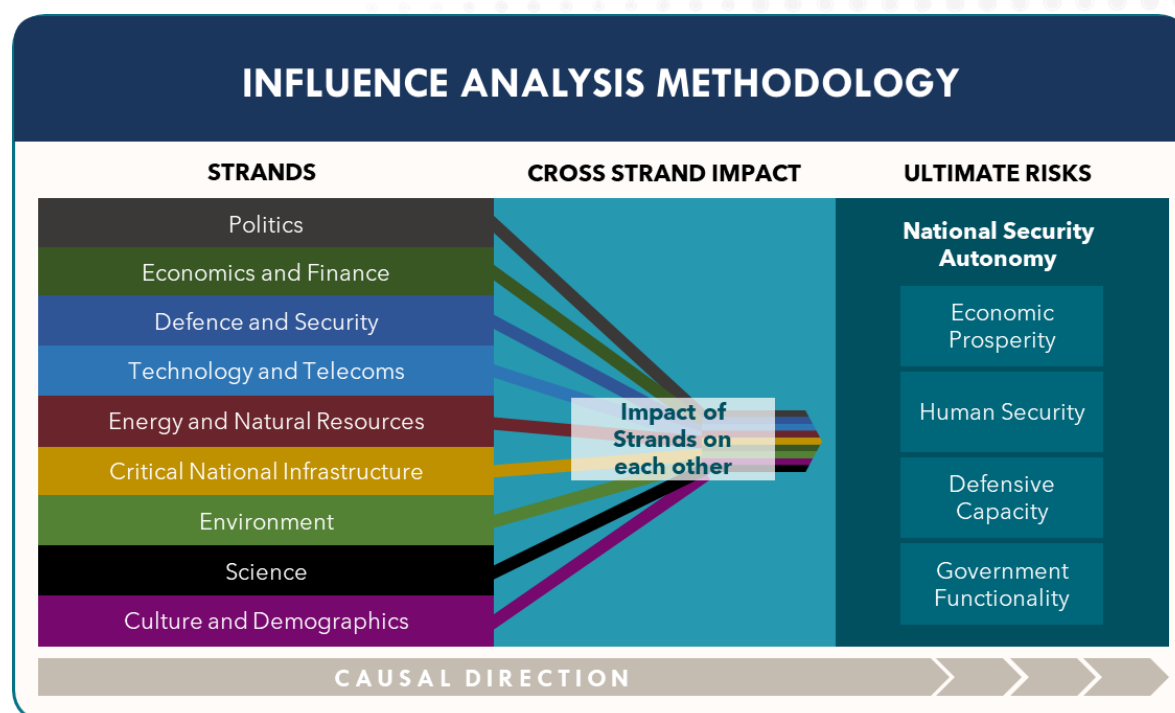 INFLUENCE ANALYSIS METHODOLOGY
STRANDS
Politics
Economics and Finance
Defence and Security
Technology and Telecoms
Energy and Natural Resources
Critical National Infrastructure
Environment
Science
Culture and Demographics
CROSS STRAND IMPACT
Impact of
Strands on
each other
ULTIMATE RISKS
National Security
Autonomy
Economic
Prosperity
Human Security
Defensive
Capacity
Government
Functionality
CAUSAL DIRECTION